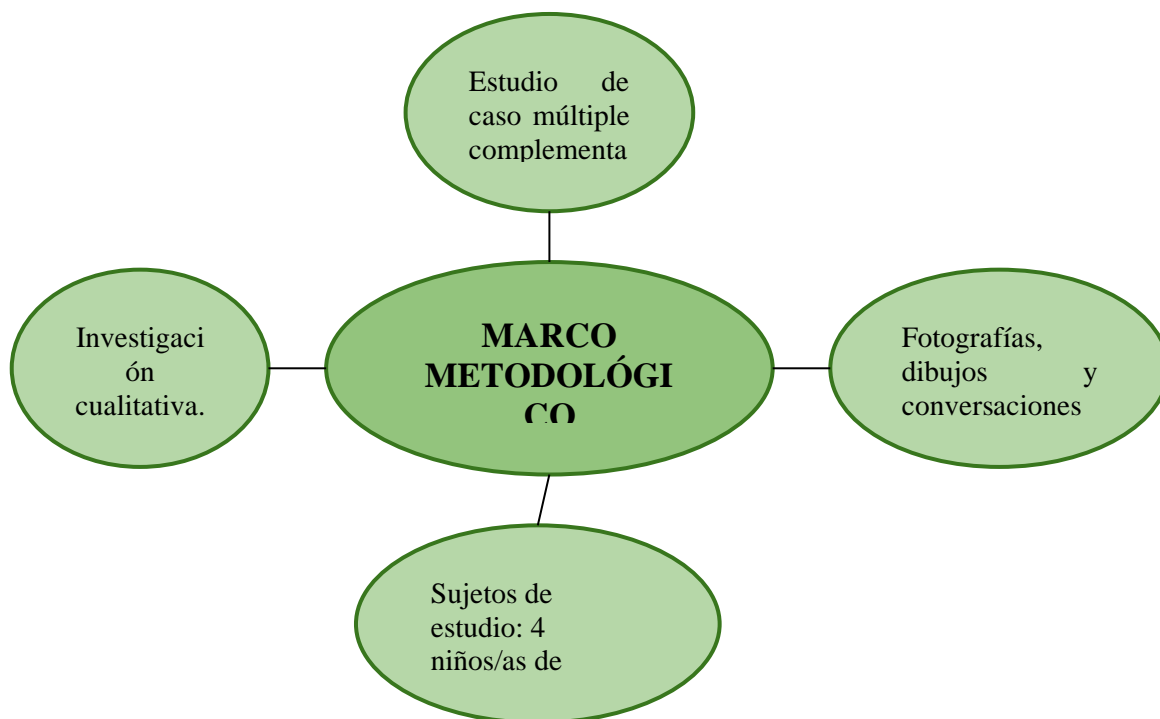 Estudio de
caso múltiple
complementa
MARCO
METODOLÓGI
CO
Investigaci
ón
cualitativa.
Fotografías,
dibujos y
conversaciones
Sujetos de
estudio: 4
niños/as de